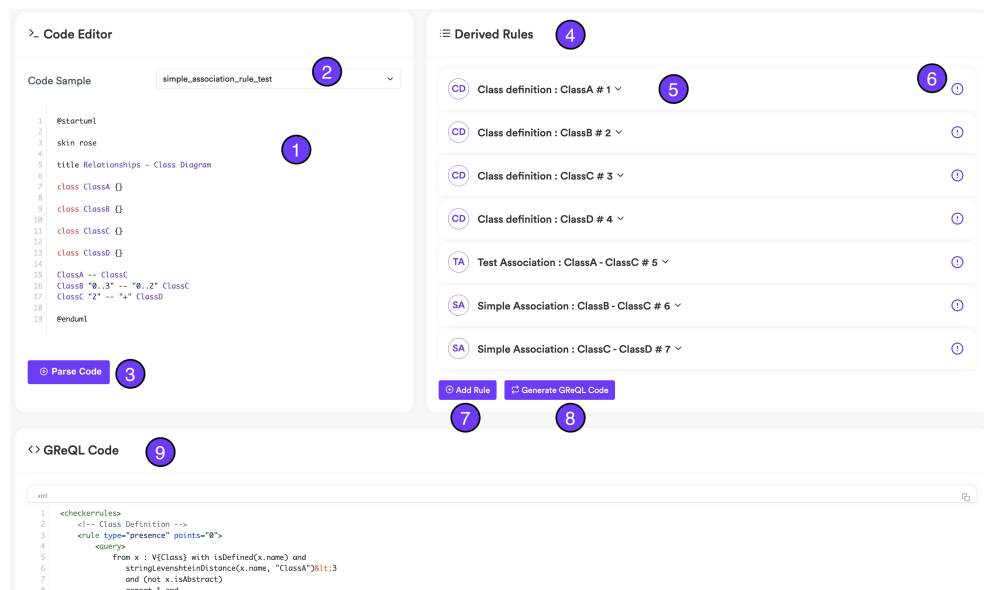 >_ Code Editor
Code Sample
simple_association_rule_test
2
1 @startuml
2
3 skin rose
4
5 title Relationships - Class Diagram
6
7 class ClassA {}
8
9 class ClassB {}
10
11 class ClassC {}
12
13 class ClassD {}
14
15 ClassA -- ClassC
16 ClassB "0..3" -- "0..2" ClassC
17 ClassC "2" -- "+" ClassD
18
19 @enduml
1
Parse Code
3
Derived Rules
4
CD Class definition : ClassA # 1
5
6
CD Class definition : ClassB # 2
CD Class definition : ClassC # 3
CD Class definition : ClassD # 4
TA Test Association : ClassA - ClassC # 5
SA Simple Association : ClassB - ClassC # 6
SA Simple Association : ClassC - ClassD # 7
Add Rule
Generate GReQL Code
7
8
<> GReQL Code
9
xml
1 <checkerrules>
2 <!-- Class Definition -->
3 <rule type="presence" points="0">
4 <query>
5 from x : V{Class} with isDefined(x.name) and
6 stringLevenshteinDistance(x.name, "ClassA")&lt;3
7 and (not x.isAbstract)
8 report 1 end